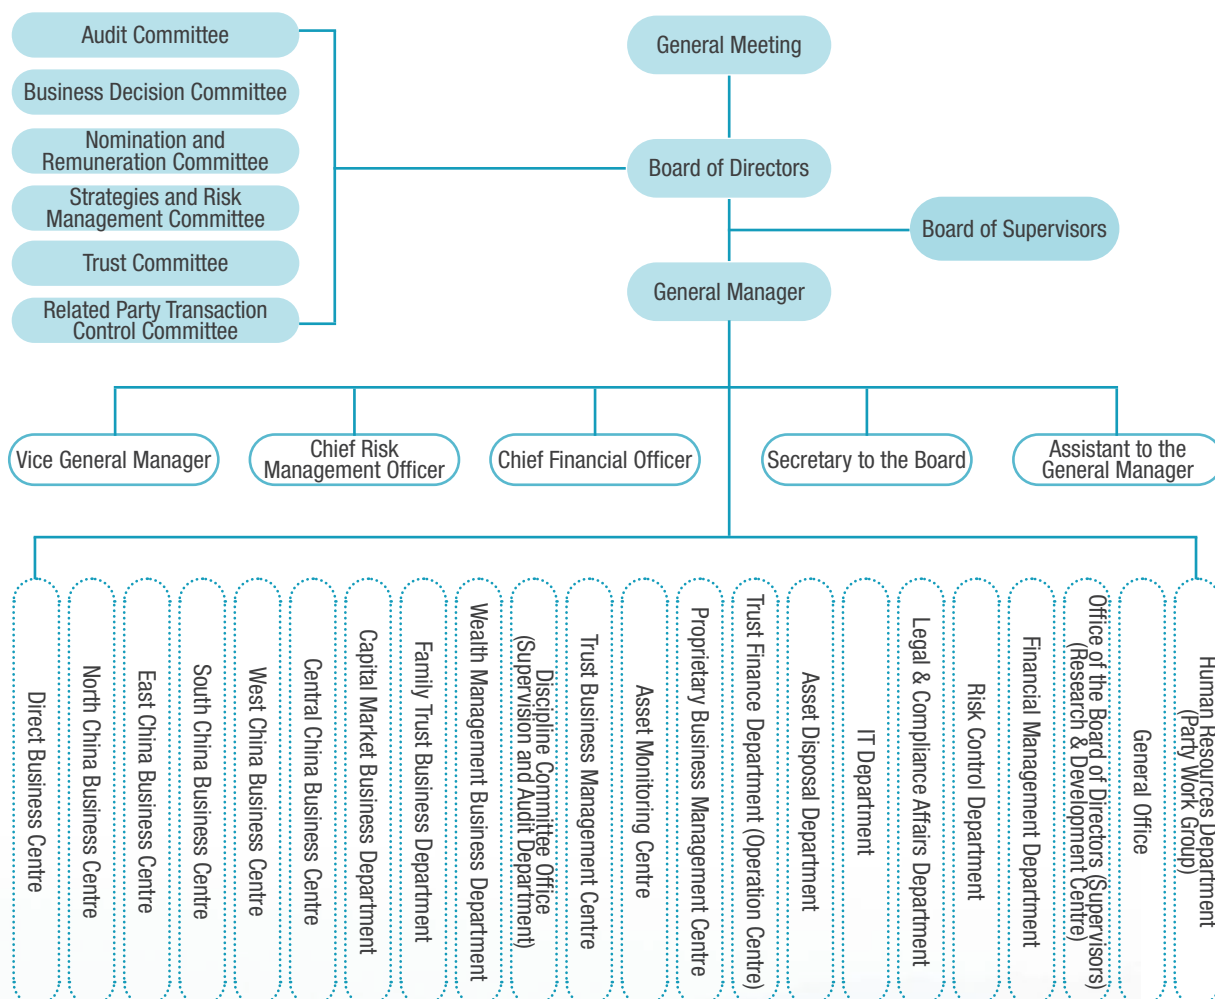 Audit Committee
Business Decision Committee
Nomination and
Remuneration Committee
Strategies and Risk
Management Committee
Trust Committee
Related Party Transaction
Control Committee
General Meeting
Board of Directors
Board of Supervisors
General Manager
Vice General Manager
Chief Risk
Management Officer
Chief Financial Officer
Secretary to the Board
Assistant to the
General Manager
Direct Business Centre
North China Business Centre
East China Business Centre
South China Business Centre
West China Business Centre
Central China Business Centre
Capital Market Business Department
Family Trust Business Department
Wealth Management Business Department
Discipline Committee Office
(Supervision and Audit Department)
Trust Business Management Centre
Asset Monitoring Centre
Proprietary Business Management Centre
Trust Finance Department (Operation Centre)
Asset Disposal Department
IT Department
Legal & Compliance Affairs Department
Risk Control Department
Financial Management Department
Office of the Board of Directors (Supervisors)
(Research & Development Centre)
General Office
Human Resources Department
(Party Work Group)